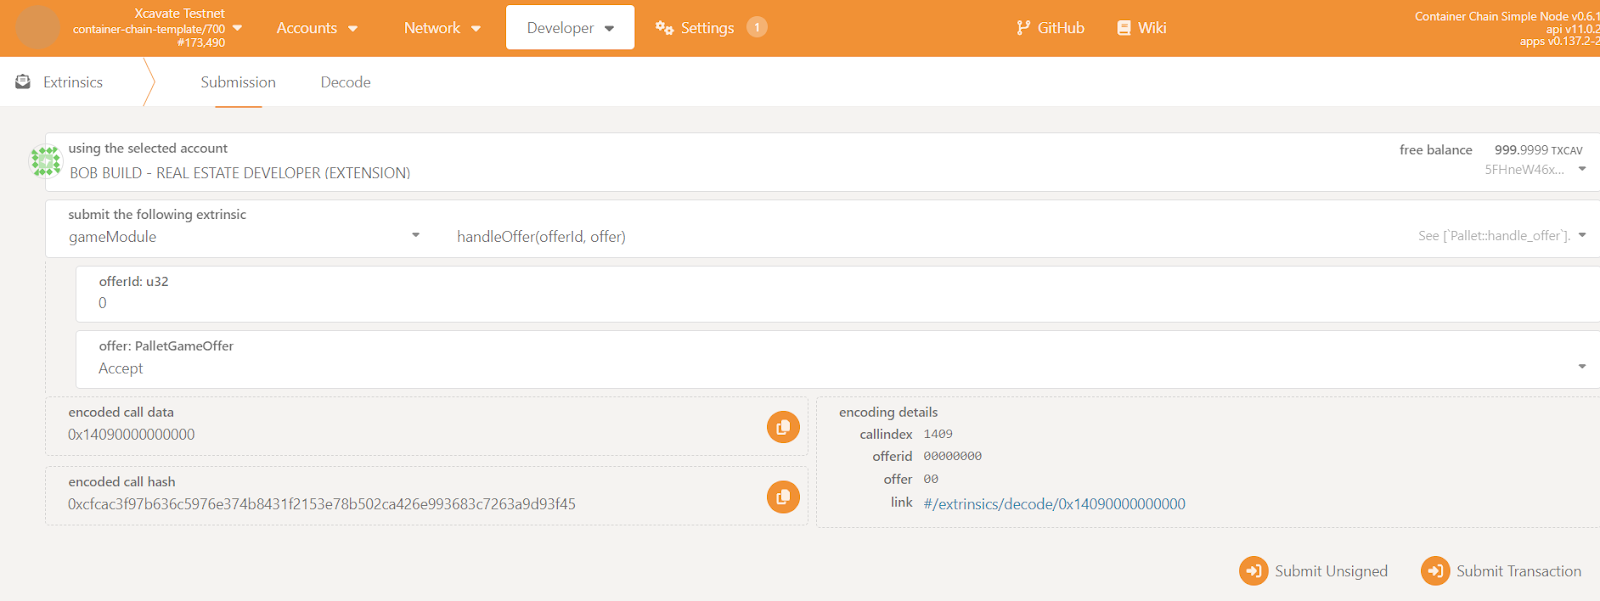 Xcavate Testnet
container-chain-template/700
#173,490
Accounts
Network
Developer
Settings
1
GitHub
Wiki
Container Chain Simple Node v0.6.1
api v11.0.2
apps v0.137.2-2
Extrinsics
Submission
Decode
using the selected account
BOB BUILD - REAL ESTATE DEVELOPER (EXTENSION)
free balance 999.9999 TXCAV
5FHneW46x...
submit the following extrinsic
gameModule
handleOffer(offerId, offer)
See [`Pallet::handle_offer`].
offerId: u32
0
offer: PalletGameOffer
Accept
encoded call data
0x14090000000000
encoded call hash
0xcfcac3f97b636c5976e374b8431f2153e78b502ca426e993683c7263a9d93f45
encoding details
callindex 1409
offerid 00000000
offer 00
link #/extrinsics/decode/0x14090000000000
Submit Unsigned
Submit Transaction